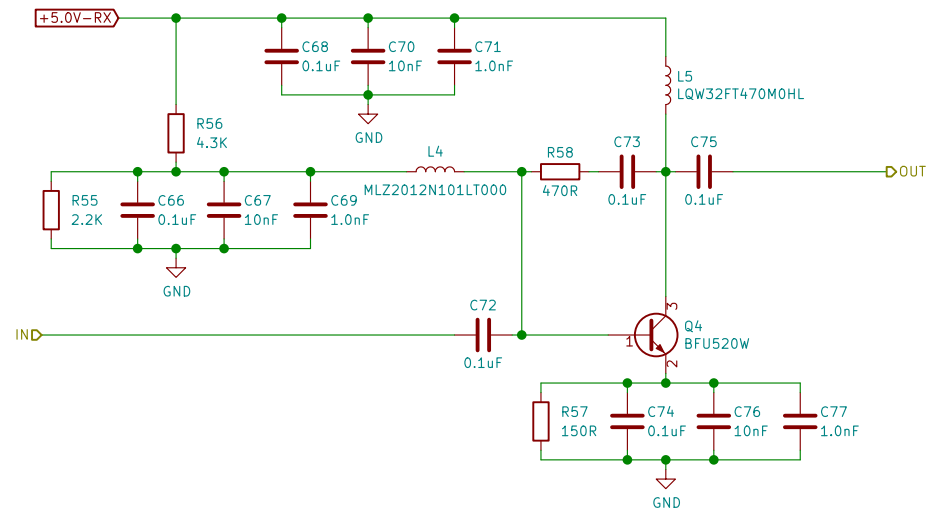 +5.0V-RX
C68
0.1uF
C70
10nF
C71
1.0nF
L5
LQW32FT470M0HL
GND
R56
4.3K
L4
MLZ2012N101LT000
R58
470R
C73
0.1uF
C75
0.1uF
OUT
R55
2.2K
C66
0.1uF
C67
10nF
C69
1.0nF
GND
IN
C72
0.1uF
1
3
2
Q4
BFU520W
R57
150R
C74
0.1uF
C76
10nF
C77
1.0nF
GND